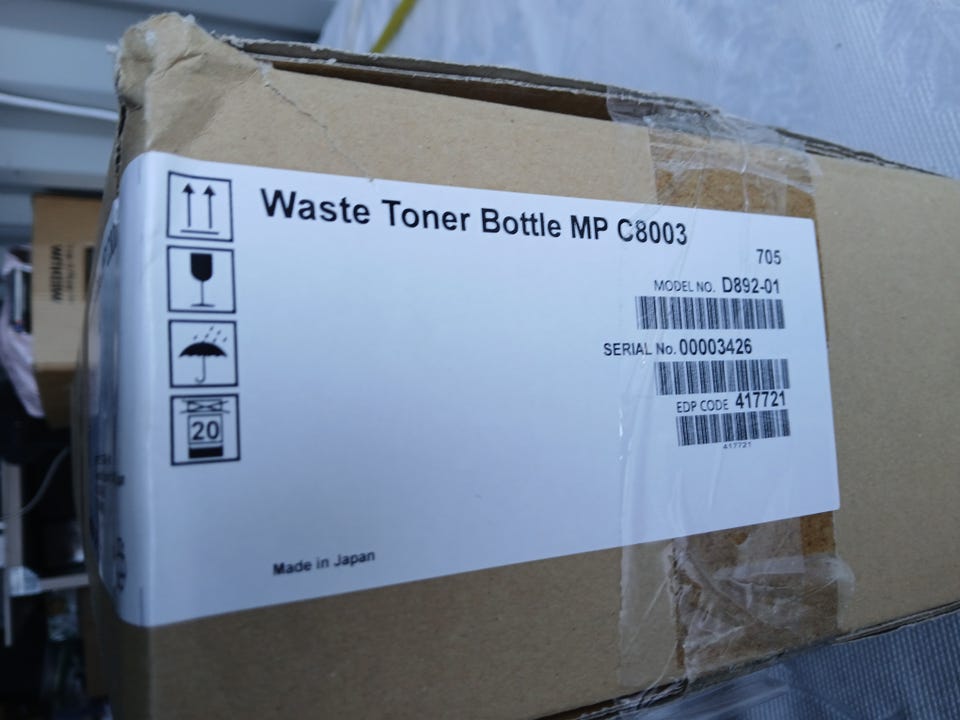 Waste Toner Bottle MP C8003
705
MODEL NO. D892-01
SERIAL No. 00003426
EDP CODE 417721
417721
20
Made in Japan
MEDIUM